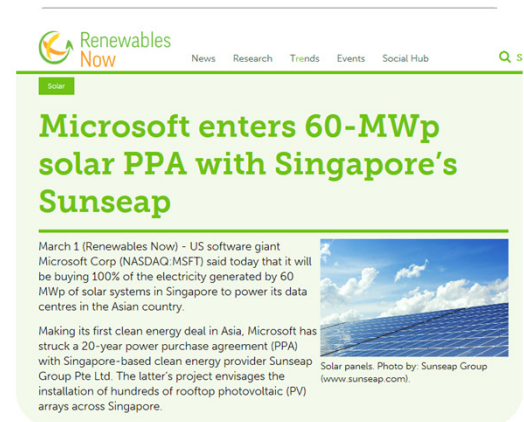 Renewables
Now
News Research Trends Events Social Hub S
Solar
Microsoft enters 60-MWp
solar PPA with Singapore's
Sunseap
March 1 (Renewables Now) - US software giant
Microsoft Corp (NASDAQ:MSFT) said today that it will
be buying 100% of the electricity generated by 60
MWp of solar systems in Singapore to power its data
centres in the Asian country.
Making its first clean energy deal in Asia, Microsoft has
struck a 20-year power purchase agreement (PPA)
with Singapore-based clean energy provider Sunseap
Group Pte Ltd. The latter's project envisages the
installation of hundreds of rooftop photovoltaic (PV)
arrays across Singapore.
Solar panels. Photo by: Sunseap Group
(www.sunseap.com).